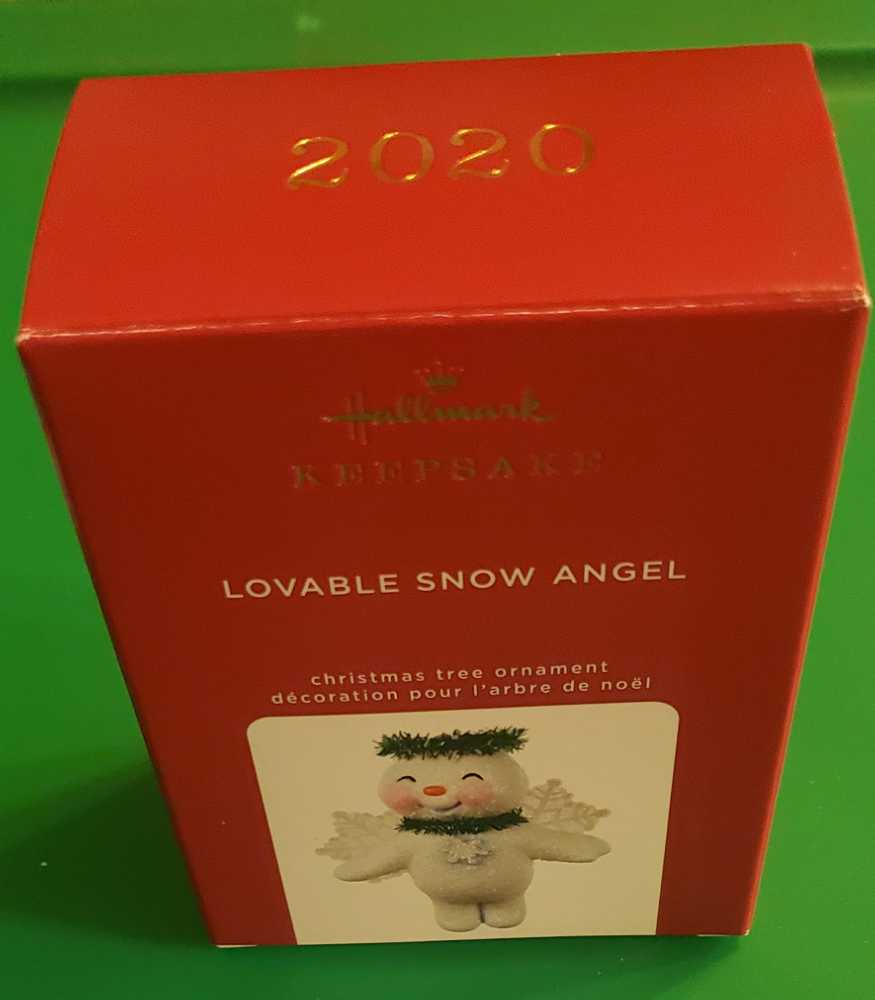 2020
Hallmark
KEEPSAKE
LOVABLE SNOW ANGEL
christmas tree ornament
décoration pour l'arbre de noël